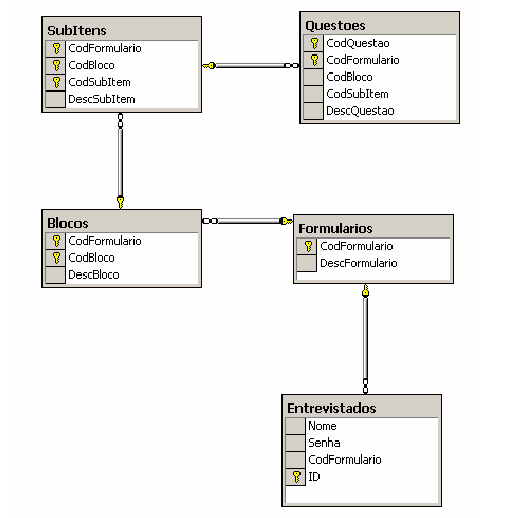 SubItens
CodFormulario
CodBloco
CodSubItem
DescSubItem
Questoes
CodQuestao
CodFormulario
CodBloco
CodSubItem
DescQuestao
Blocos
CodFormulario
CodBloco
DescBloco
Formularios
CodFormulario
DescFormulario
Entrevistados
Nome
Senha
CodFormulario
ID